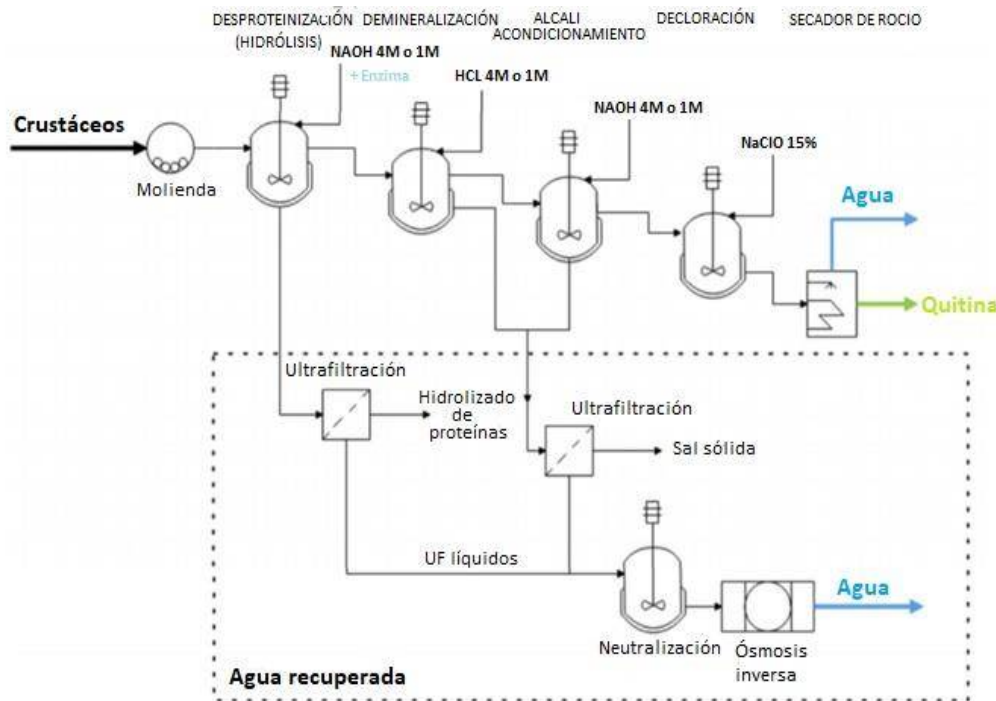 DESPROTEINIZACIÓN
(HIDRÓLISIS)
DEMINERALIZACIÓN
ALCALI
ACONDICIONAMIENTO
DECLORACIÓN
SECADOR DE ROCIO
NAOH 4M o 1M
+ Enzima
HCL 4M o 1M
NAOH 4M o 1M
NaClO 15%
Crustáceos
Molienda
Agua
Quitina
Ultrafiltración
Hidrolizado
de
proteínas
Ultrafiltración
Sal sólida
UF líquidos
Agua
Neutralización
Ósmosis
inversa
Agua recuperada